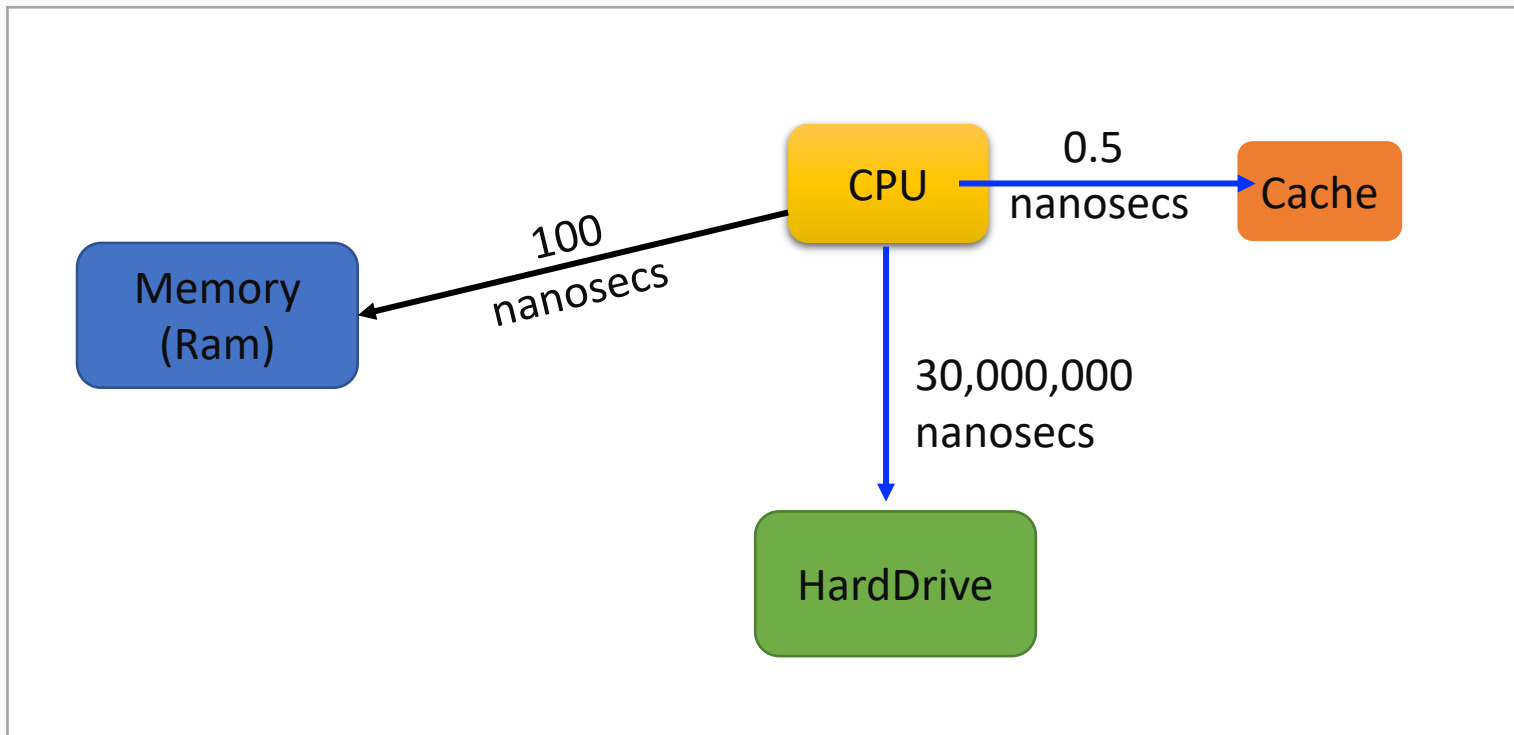 CPU
0.5
nanosecs
Cache
100
nanosecs
Memory
(Ram)
30,000,000
nanosecs
HardDrive